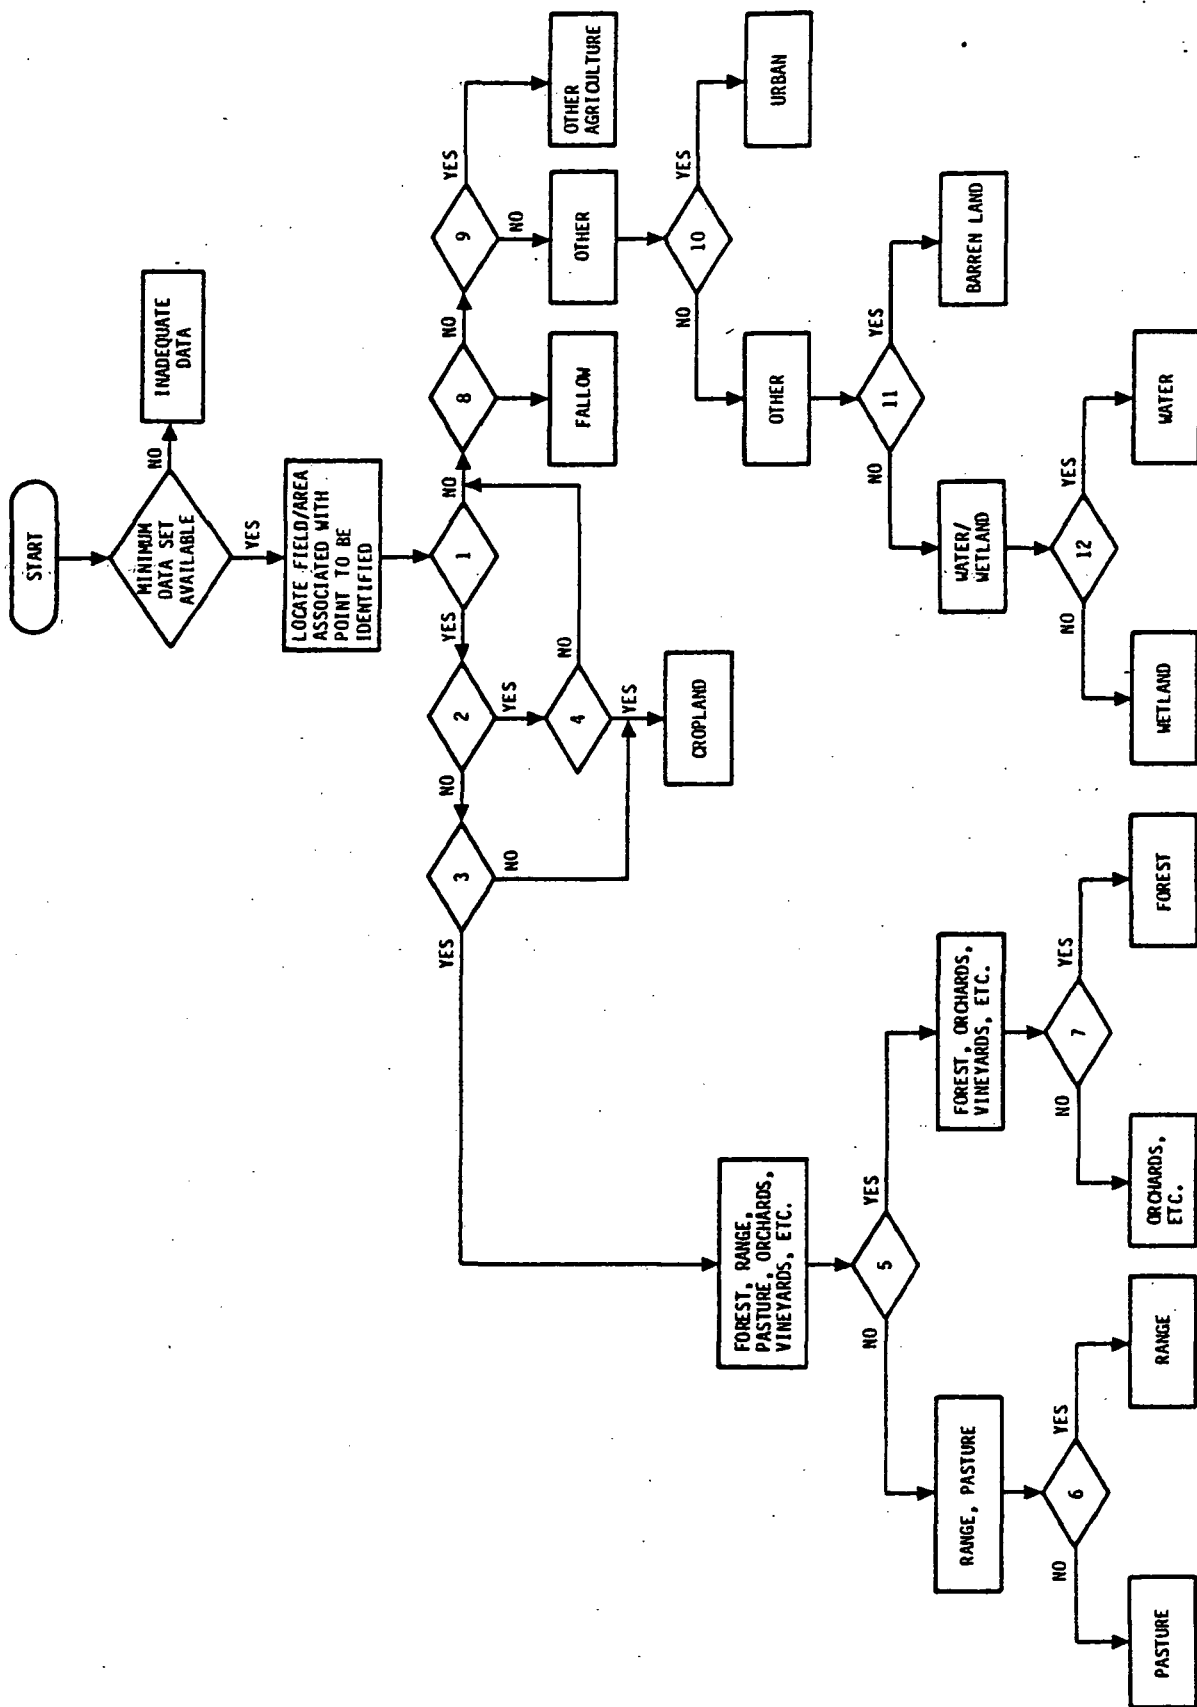 START
MINIMUM
DATA SET
AVAILABLE
NO
INADEQUATE
DATA
YES
LOCATE FIELD/AREA
ASSOCIATED WITH
POINT TO BE
IDENTIFIED
1
YES
NO
2
NO
YES
3
YES
NO
4
NO
YES
CROPLAND
8
NO
FALLOW
9
YES
NO
OTHER
AGRICULTURE
OTHER
10
NO
YES
URBAN
OTHER
11
NO
YES
BARREN LAND
WATER/
WETLAND
12
NO
YES
WETLAND
WATER
FOREST, RANGE,
PASTURE, ORCHARDS,
VINEYARDS, ETC.
5
NO
YES
RANGE, PASTURE
FOREST, ORCHARDS,
VINEYARDS, ETC.
6
NO
YES
PASTURE
RANGE
7
NO
YES
ORCHARDS,
ETC.
FOREST